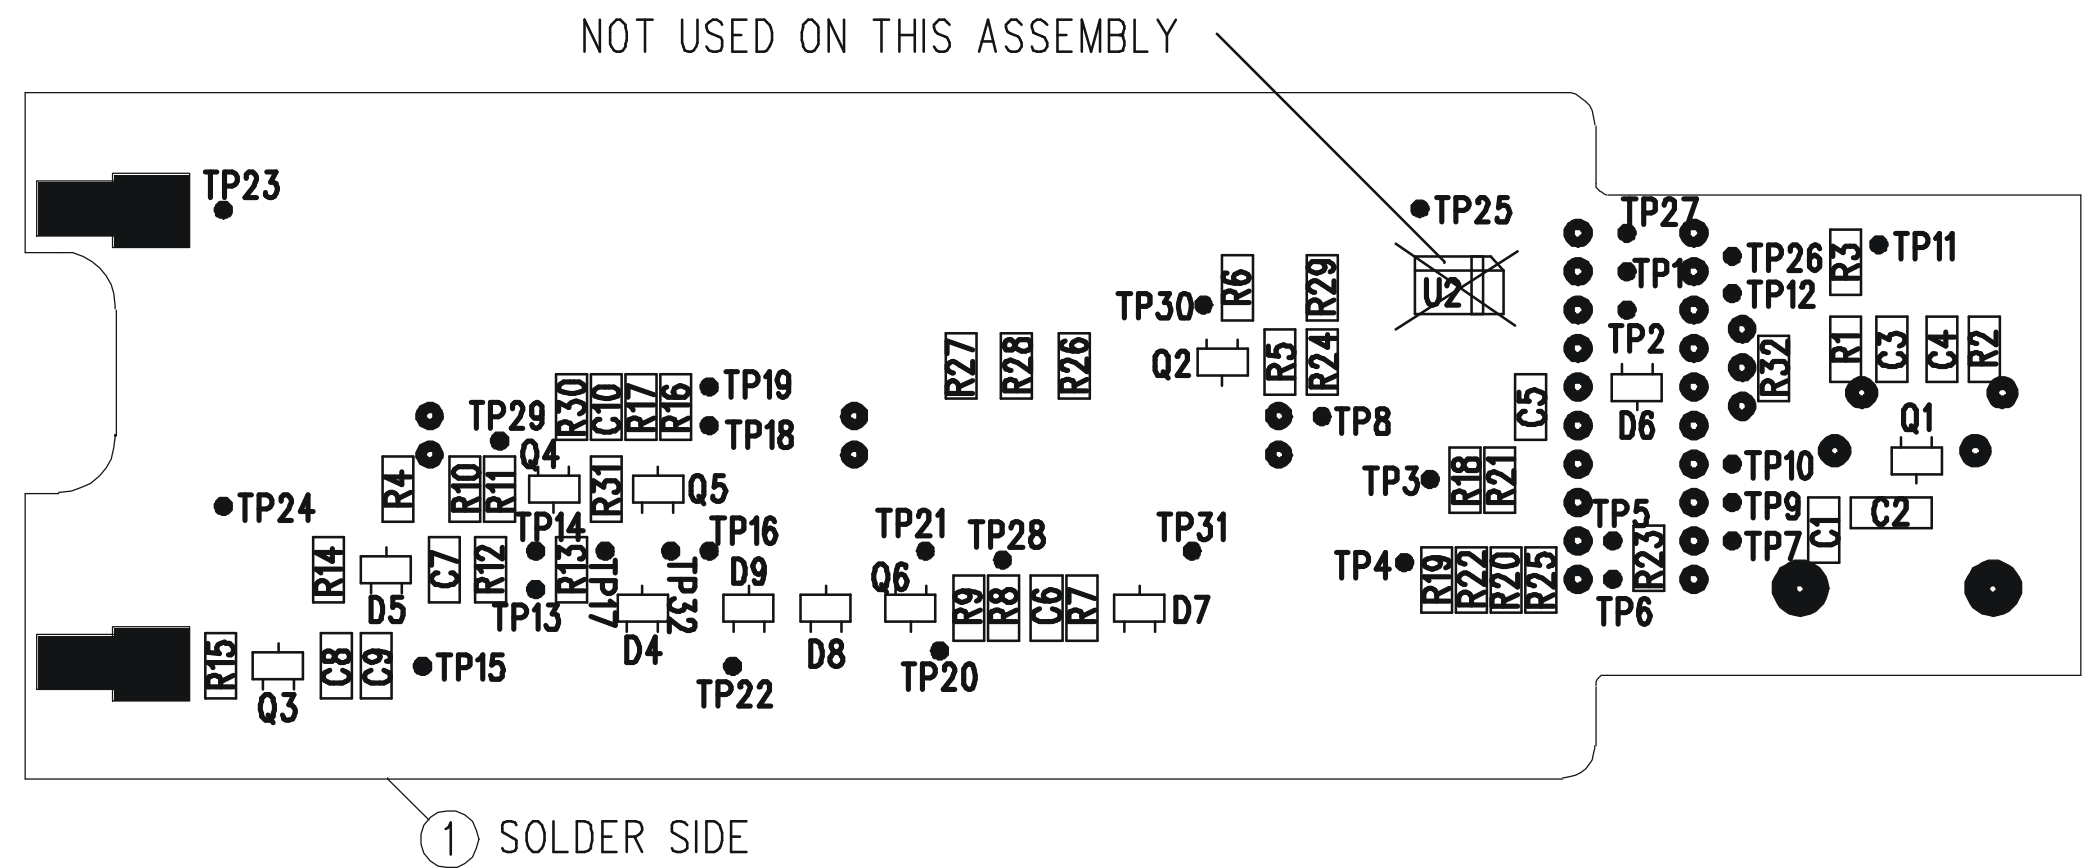 NOT USED ON THIS ASSEMBLY
TP23
TP25
TP27
TP26
TP11
R3
TP1
TP12
R6
R29
U2
TP30
TP2
R27
R28
R26
Q2
R5
R24
R32
R1
C3
C4
R2
TP19
R30
C10
R17
R16
C5
TP29
TP18
TP8
D6
Q1
Q4
R4
R10
R11
R31
Q5
TP3
R18
R21
TP10
TP24
TP9
TP5
C2
C1
TP14
TP16
TP21
TP28
TP31
TP7
R14
C7
R12
R13
TP17
TP32
D9
Q6
TP4
R19
R22
R20
R25
R23
D5
TP13
R9
R8
C6
R7
D7
TP6
D4
D8
R15
C8
C9
TP15
TP20
TP22
Q3
1 SOLDER SIDE